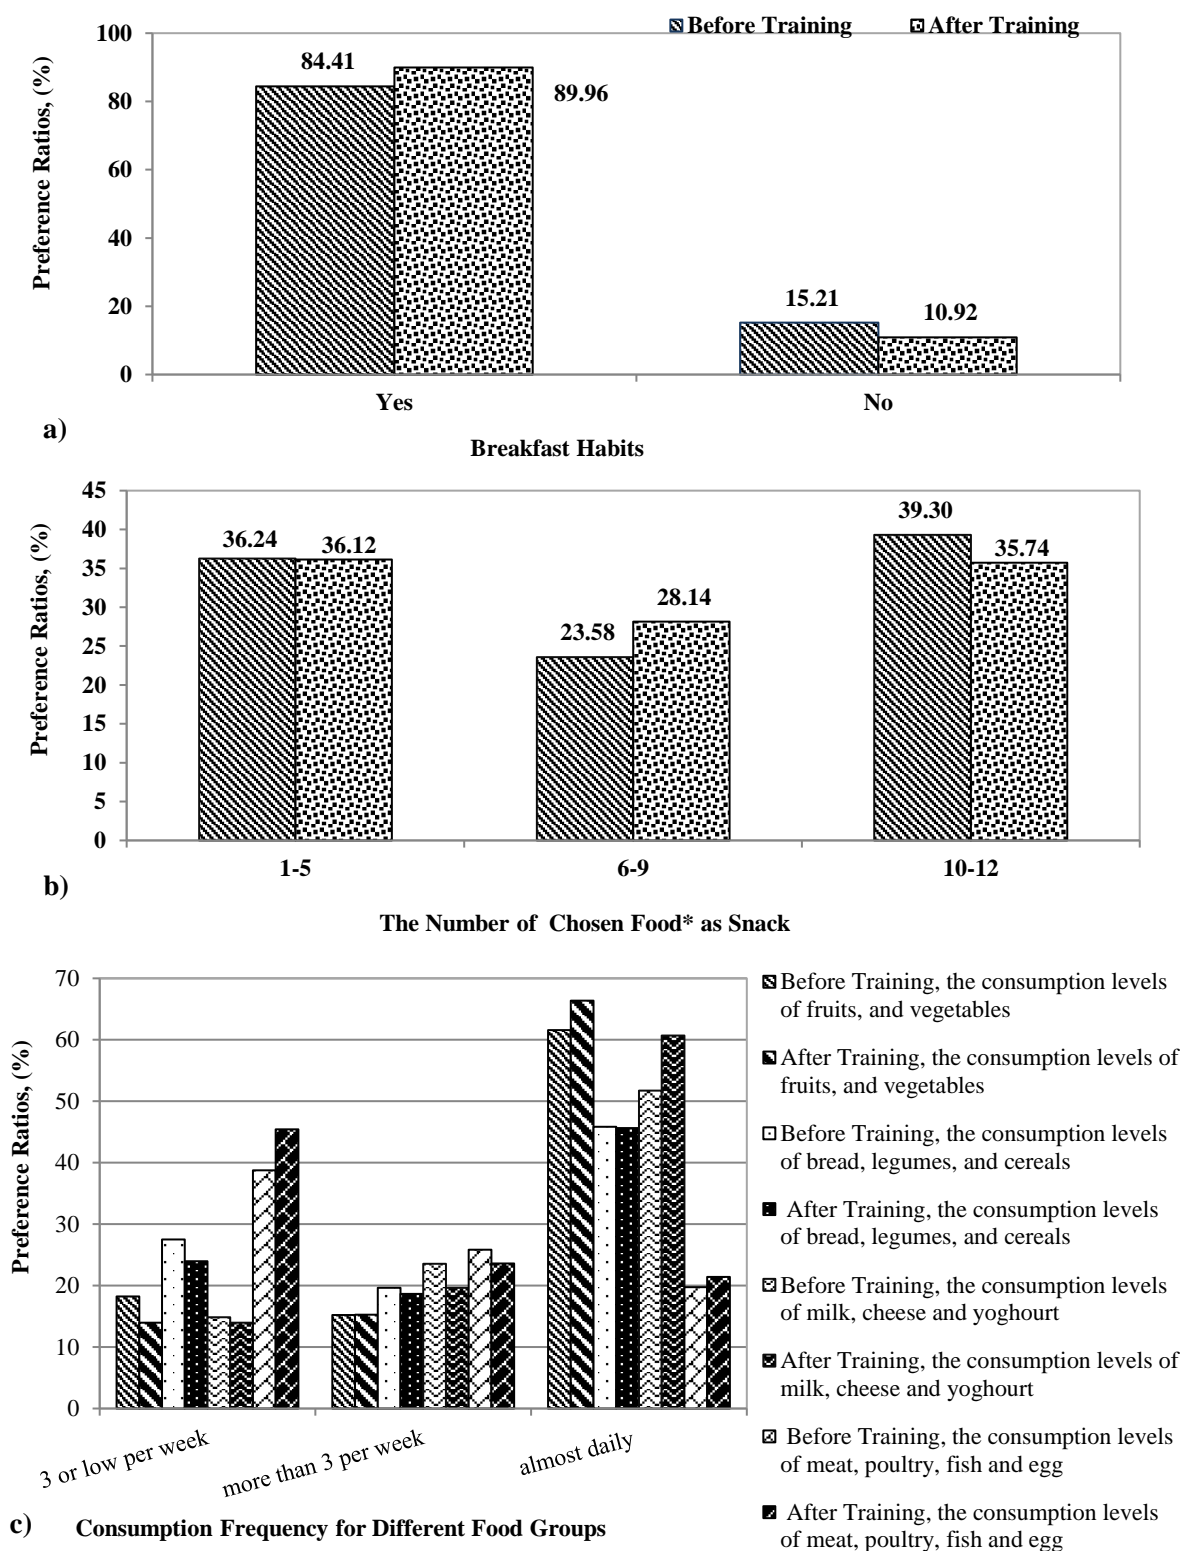 Before Training After Training
100
80
60
40
20
0
Preference Ratios, (%)
84.41
89.96
15.21
10.92
Yes No
a)
Breakfast Habits
45
40
35
30
25
20
15
10
5
0
Preference Ratios, (%)
36.24 36.12
23.58
28.14
39.30
35.74
1-5 6-9 10-12
b)
The Number of Chosen Food* as Snack
70
60
50
40
30
20
10
0
Preference Ratios, (%)
3 or low per week
more than 3 per week
almost daily
Before Training, the consumption levels
of fruits, and vegetables
After Training, the consumption levels of
fruits, and vegetables
Before Training, the consumption levels
of bread, legumes, and cereals
After Training, the consumption levels
of bread, legumes, and cereals
Before Training, the consumption levels
of milk, cheese and yoghourt
After Training, the consumption levels of
milk, cheese and yoghourt
Before Training, the consumption levels
of meat, poultry, fish and egg
After Training, the consumption levels
of meat, poultry, fish and egg
c) Consumption Frequency for Different Food Groups